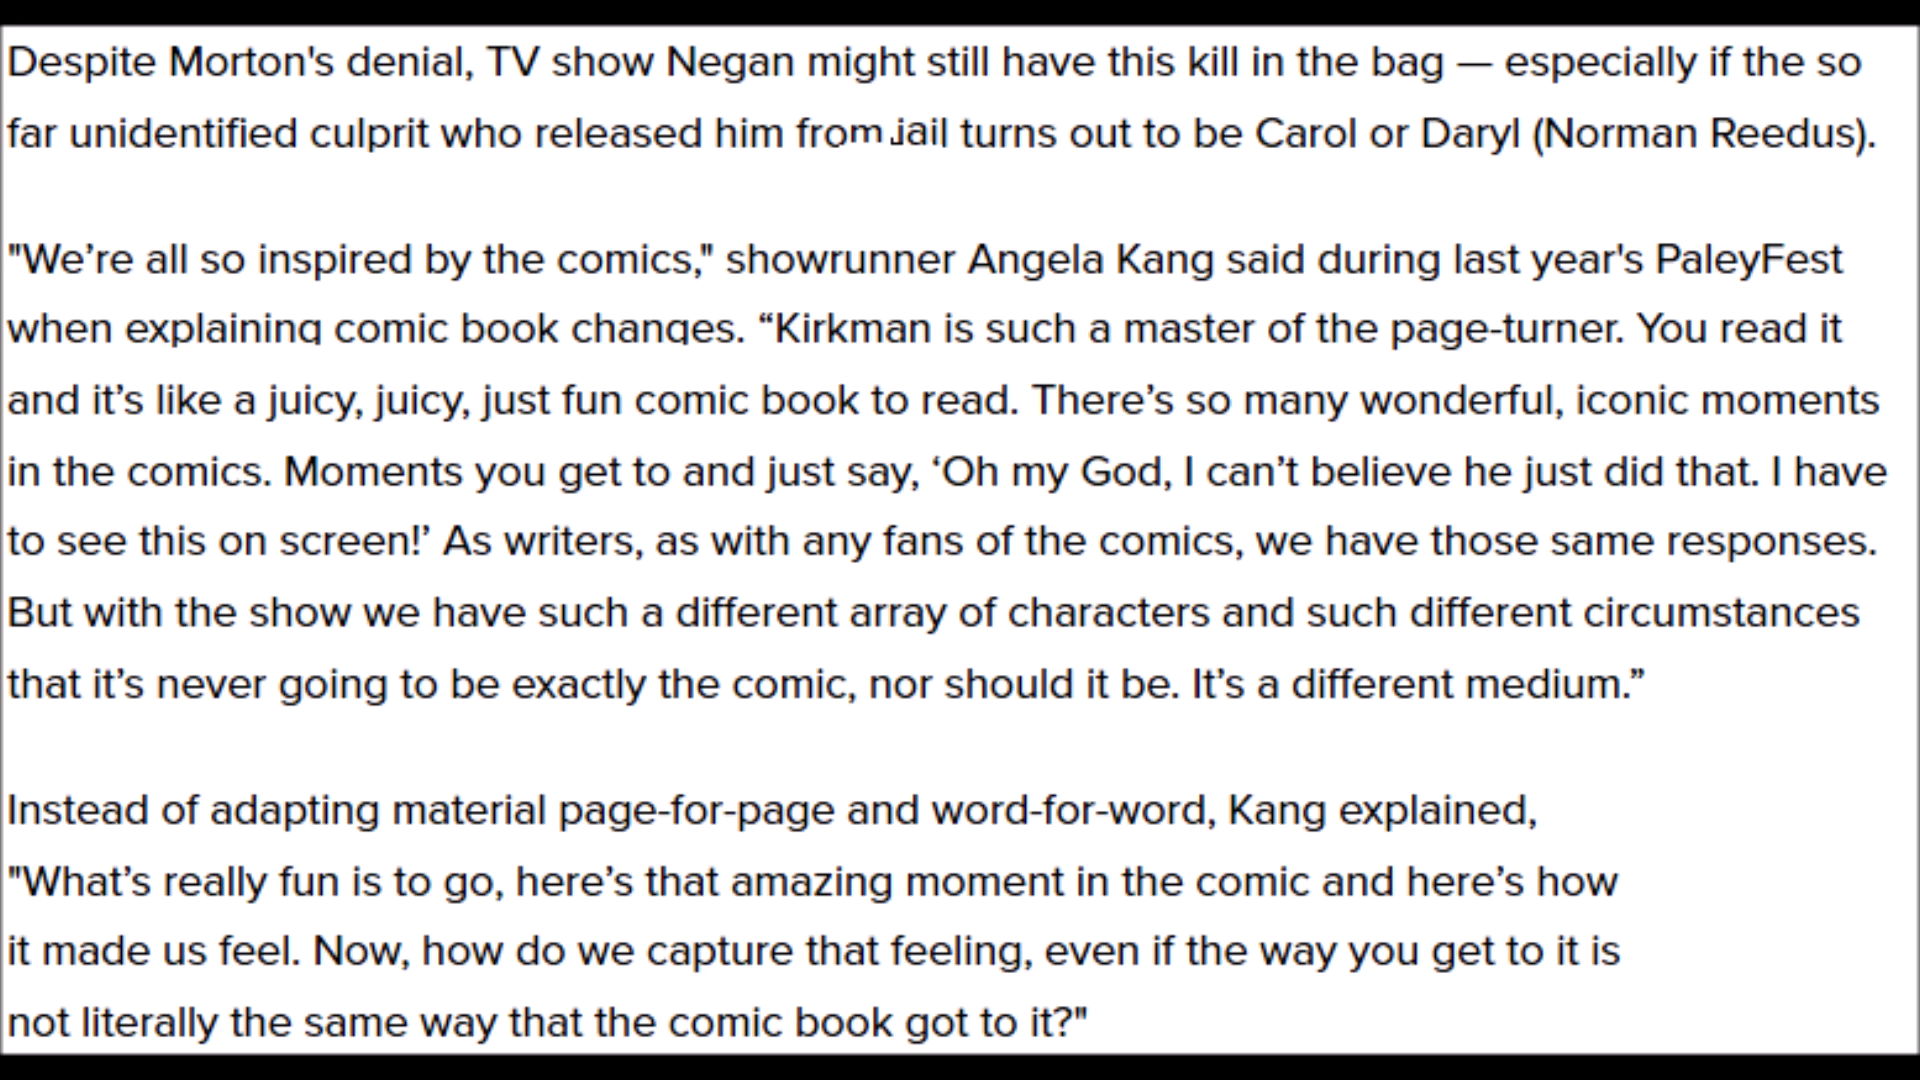 Despite Morton's denial, TV show Negan might still have this kill in the bag — especially if the so
far unidentified culprit who released him from jail turns out to be Carol or Daryl (Norman Reedus).
"We’re all so inspired by the comics," showrunner Angela Kang said during last year's PaleyFest
when explaining comic book changes. “Kirkman is such a master of the page-turner. You read it
and it’s like a juicy, juicy, just fun comic book to read. There’s so many wonderful, iconic moments
in the comics. Moments you get to and just say, ‘Oh my God, I can’t believe he just did that. I have
to see this on screen!’ As writers, as with any fans of the comics, we have those same responses.
But with the show we have such a different array of characters and such different circumstances
that it’s never going to be exactly the comic, nor should it be. It’s a different medium.”
Instead of adapting material page-for-page and word-for-word, Kang explained,
"What’s really fun is to go, here’s that amazing moment in the comic and here’s how
it made us feel. Now, how do we capture that feeling, even if the way you get to it is
not literally the same way that the comic book got to it?"